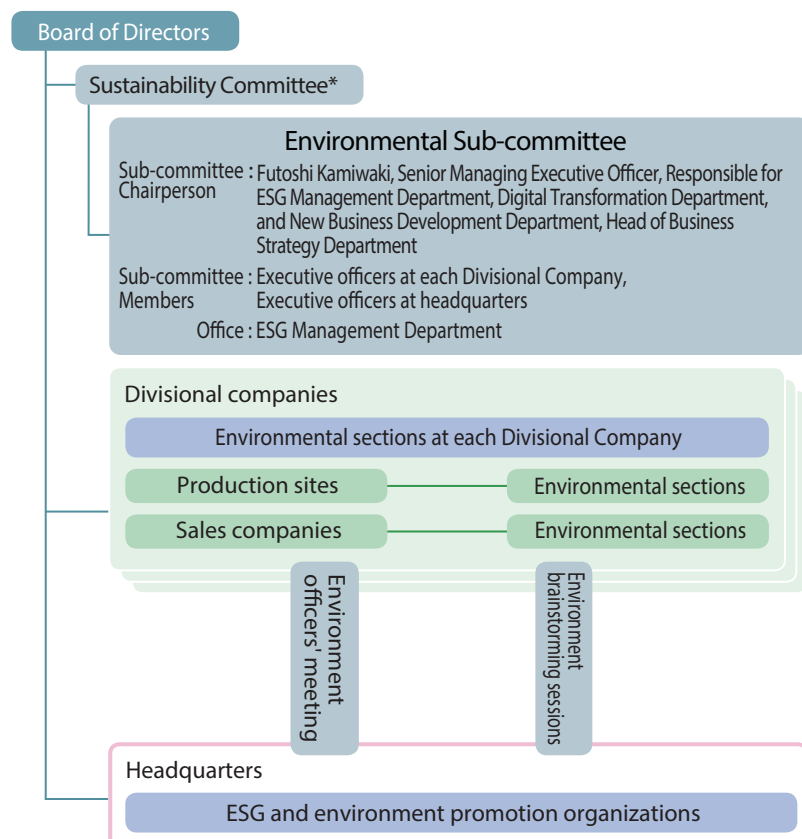 Board of Directors
Sustainability Committee*
Environmental Sub-committee
Sub-committee : Futoshi Kamiwaki, Senior Managing Executive Officer, Responsible for
Chairperson ESG Management Department, Digital Transformation Department,
and New Business Development Department, Head of Business
Strategy Department
Sub-committee : Executive officers at each Divisional Company,
Members Executive officers at headquarters
Office : ESG Management Department
Divisional companies
Environmental sections at each Divisional Company
Production sites
Environmental sections
Sales companies
Environmental sections
Environment
officers' meeting
Environment
brainstorming sessions
Headquarters
ESG and environment promotion organizations